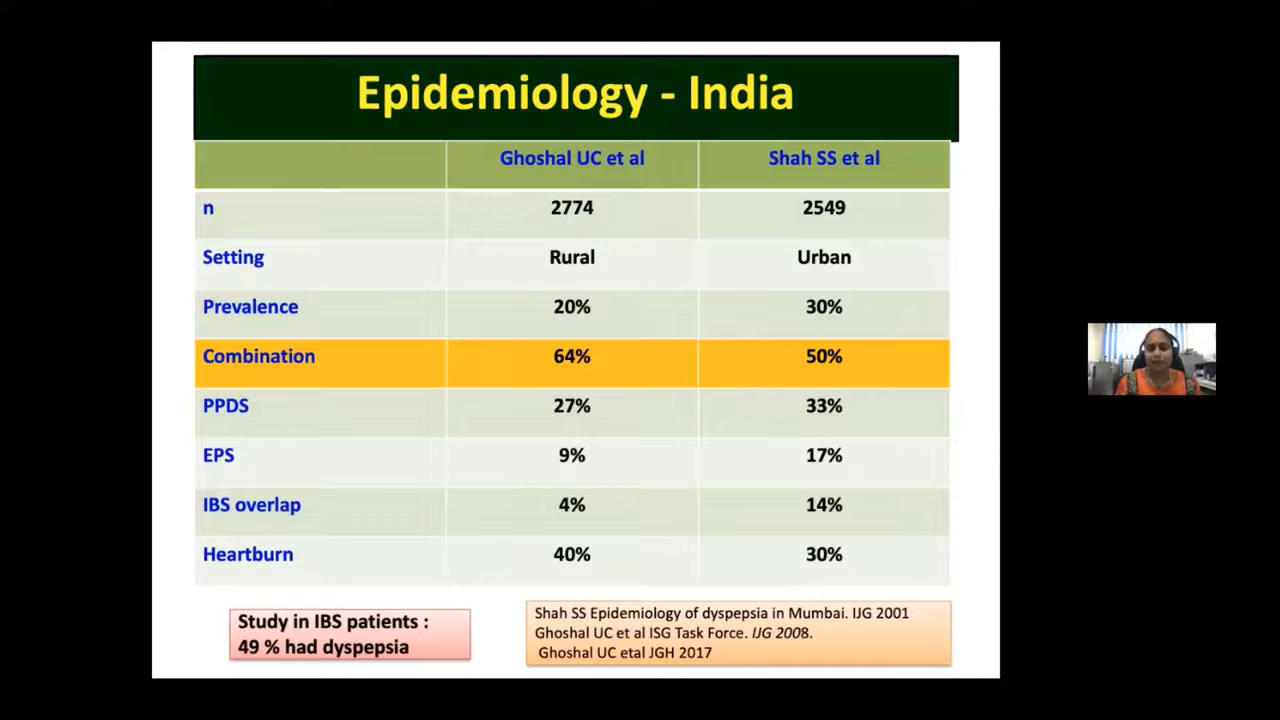 Epidemiology - India
Ghoshal UC et al Shah SS et al
n 2774 2549
Setting Rural Urban
Prevalence 20% 30%
Combination 64% 50%
PPDS 27% 33%
EPS 9% 17%
IBS overlap 4% 14%
Heartburn 40% 30%
Study in IBS patients :
49 % had dyspepsia
Shah SS Epidemiology of dyspepsia in Mumbai. IJG 2001
Ghoshal UC et al ISG Task Force. IJG 2008.
Ghoshal UC etal JGH 2017